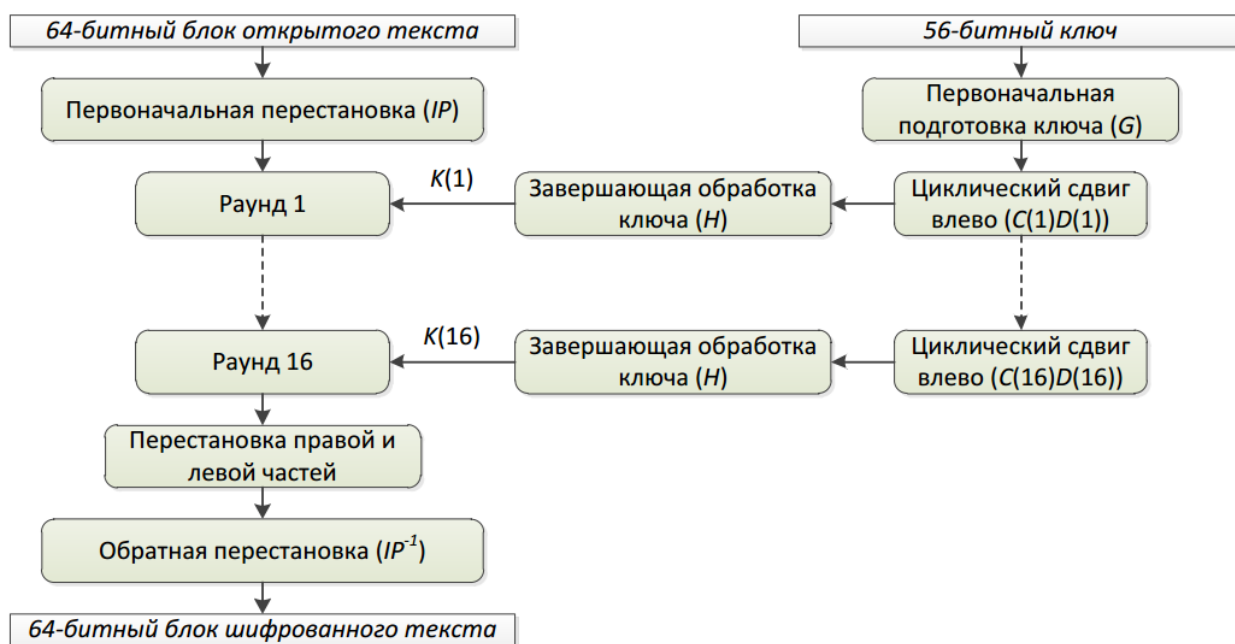 64-битный блок открытого текста
56-битный ключ
Первоначальная перестановка (IP)
Первоначальная
подготовка ключа (G)
Раунд 1
K(1)
Завершающая обработка
ключа (H)
Циклический сдвиг
влево (C(1)D(1))
Раунд 16
K(16)
Завершающая обработка
ключа (H)
Циклический сдвиг
влево (C(16)D(16))
Перестановка правой и
левой частей
Обратная перестановка (IP⁻¹)
64-битный блок шифрованного текста